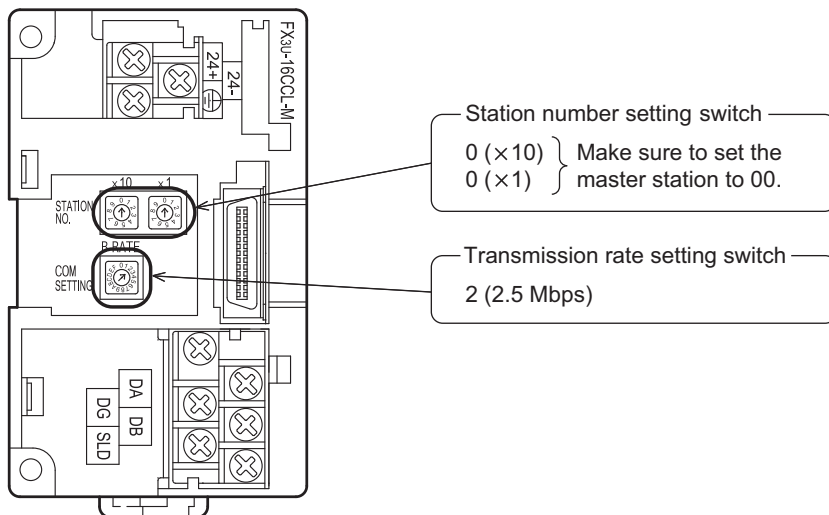 FX3U-16CCL-M
24+
24-
x10 x1
STATION
NO.
B RATE
COM
SETTING
DA
DG
DB
SLD
Station number setting switch
0 (×10)
0 (×1)
Make sure to set the
master station to 00.
Transmission rate setting switch
2 (2.5 Mbps)